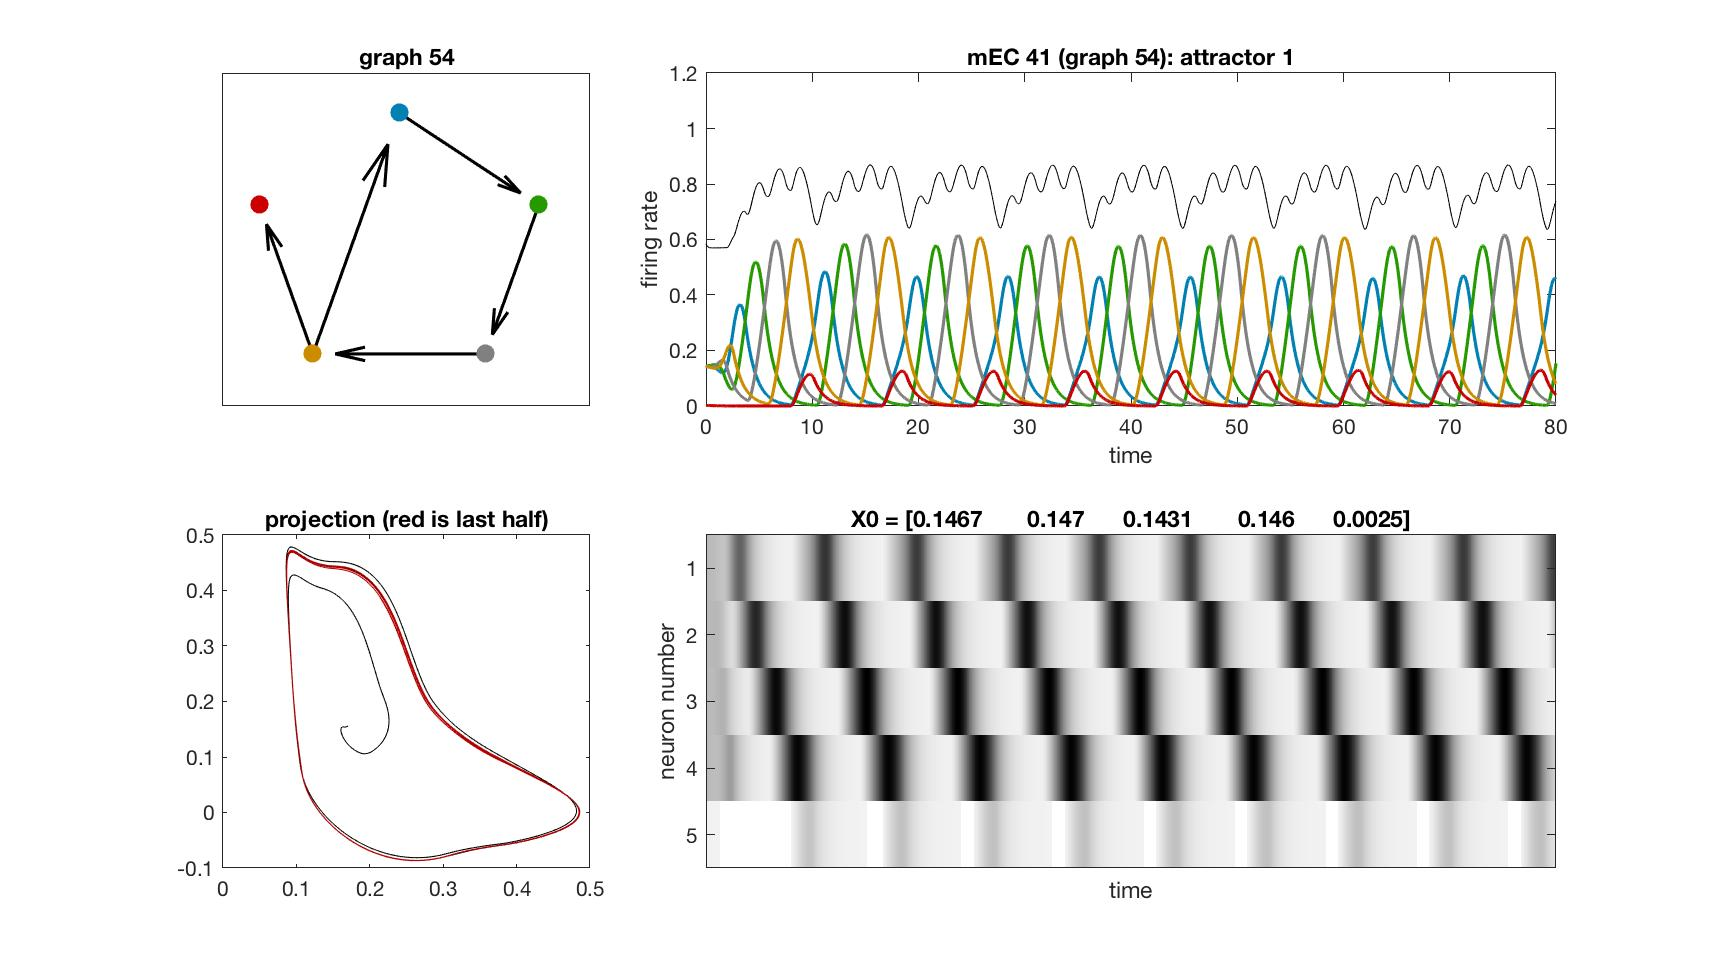 graph 54
mEC 41 (graph 54): attractor 1
1.2
1
0.8
0.6
0.4
0.2
0
firing rate
0 10 20 30 40 50 60 70 80
time
projection (red is last half)
0.5
0.4
0.3
0.2
0.1
0
-0.1
0 0.1 0.2 0.3 0.4 0.5
X0 = [0.1467 0.147 0.1431 0.146 0.0025]
1
2
3
4
5
neuron number
time